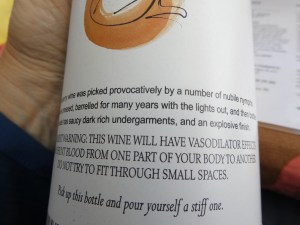 wine was picked provocatively by a number of nubile
barrelled for many years with the lights out, and then
saucy dark rich undergarments, and an explosive finish.
WARNING: THIS WINE WILL HAVE VASODILATOR EFFECTS
BLOOD FROM ONE PART OF YOUR BODY TO ANOTHER
NOT TRY TO FIT THROUGH SMALL SPACES.
Pick up this bottle and pour yourself a stiff one.